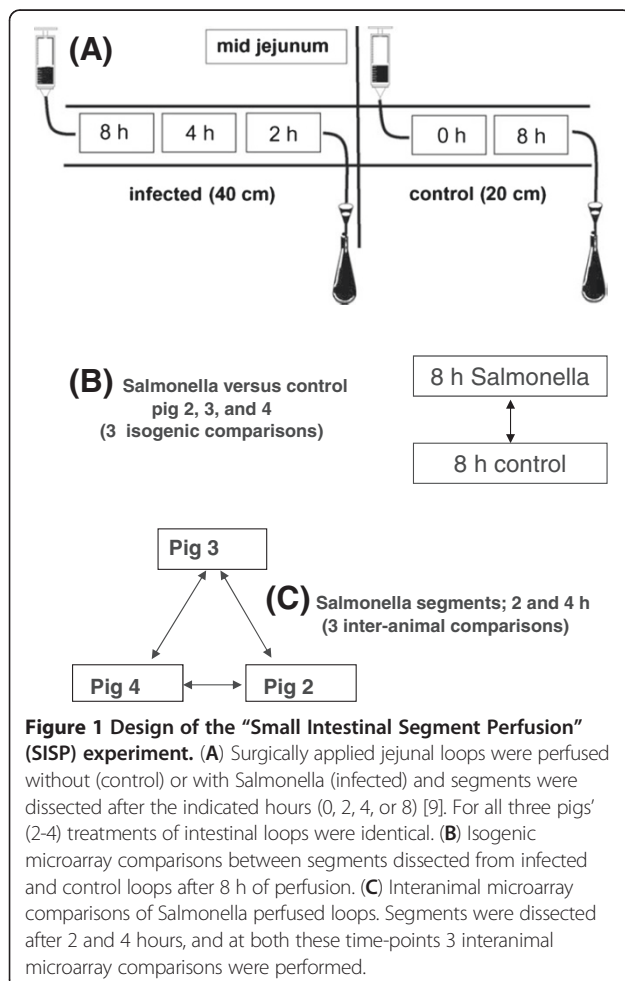 (A)
mid jejunum
8 h
4 h
2 h
0 h
8 h
infected (40 cm)
control (20 cm)
(B) Salmonella versus control
pig 2, 3, and 4
(3 isogenic comparisons)
8 h Salmonella
8 h control
Pig 3
(C) Salmonella segments; 2 and 4 h
(3 inter-animal comparisons)
Pig 4
Pig 2
Figure 1 Design of the “Small Intestinal Segment Perfusion”
(SISP) experiment. (A) Surgically applied jejunal loops were perfused
without (control) or with Salmonella (infected) and segments were
dissected after the indicated hours (0, 2, 4, or 8) [9]. For all three pigs’
(2-4) treatments of intestinal loops were identical. (B) Isogenic
microarray comparisons between segments dissected from infected
and control loops after 8 h of perfusion. (C) Interanimal microarray
comparisons of Salmonella perfused loops. Segments were dissected
after 2 and 4 hours, and at both these time-points 3 interanimal
microarray comparisons were performed.